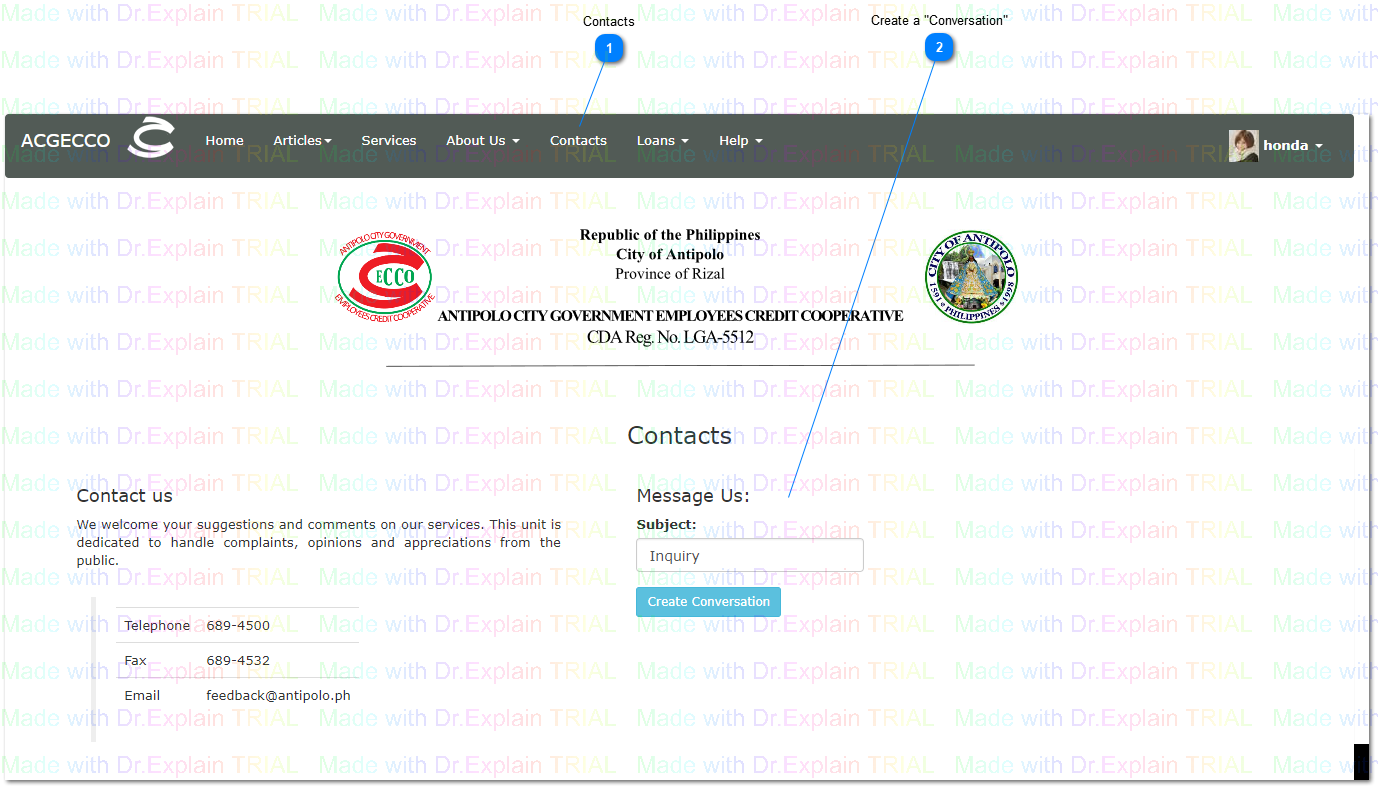 Contacts
Create a "Conversation"
1
2
ACGECCO
Home
Articles
Services
About Us
Contacts
Loans
Help
honda
ANTIPOLO CITY GOVERNMENT
ECCO
EMPLOYEES CREDIT COOPERATIVE
Republic of the Philippines
City of Antipolo
Province of Rizal
ANTIPOLO CITY GOVERNMENT EMPLOYEES CREDIT COOPERATIVE
CDA Reg. No. LGA-5512
CITY OF ANTIPOLO
1591 PHILIPPINES 1998
Contacts
Contact us
We welcome your suggestions and comments on our services. This unit is
dedicated to handle complaints, opinions and appreciations from the
public.
Telephone 689-4500
Fax 689-4532
Email feedback@antipolo.ph
Message Us:
Subject:
Inquiry
Create Conversation
Made with Dr.Explain TRIAL